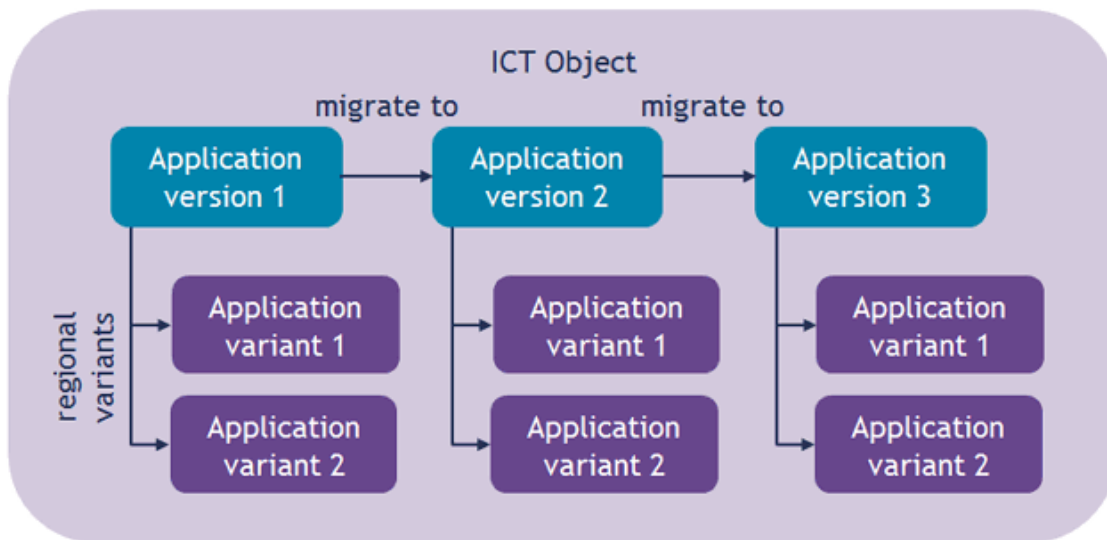 ICT Object
migrate to
migrate to
Application
version 1
Application
version 2
Application
version 3
regional
variants
Application
variant 1
Application
variant 1
Application
variant 1
Application
variant 2
Application
variant 2
Application
variant 2